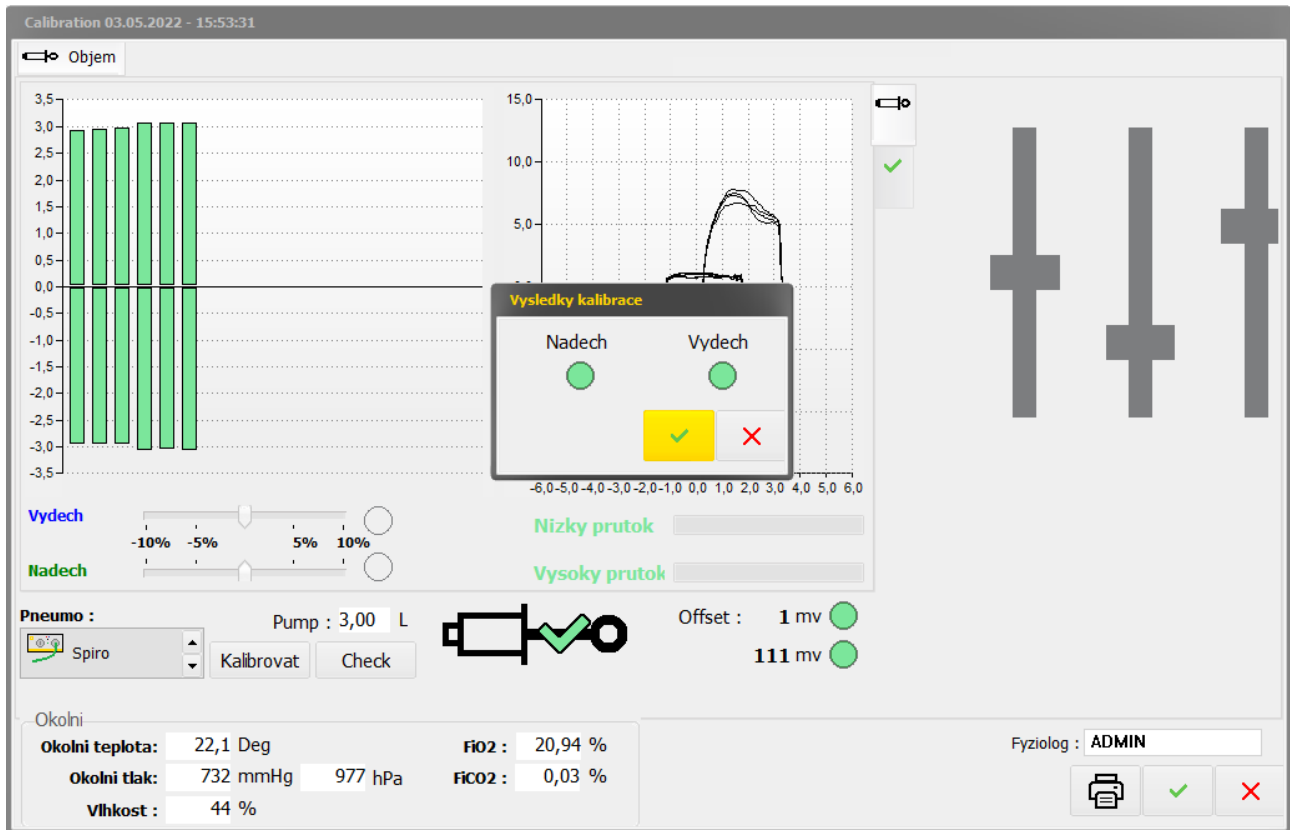 Calibration 03.05.2022 - 15:53:31
Objem
3,5
3,0
2,5
2,0
1,5
1,0
0,5
0,0
-0,5
-1,0
-1,5
-2,0
-2,5
-3,0
-3,5
15,0
10,0
5,0
-6,0 -5,0 -4,0 -3,0 -2,0 -1,0 0,0 1,0 2,0 3,0 4,0 5,0 6,0
Vysledky kalibrace
Nadech Vydech
Vydech
-10% -5% 5% 10%
Nadech
Nizky prutok
Vysoky prutok
Pneumo :
Spiro
Pump : 3,00 L
Kalibrovat Check
Offset : 1 mv
111 mv
Okolni
Okolni teplota: 22,1 Deg FiO2 : 20,94 %
Okolni tlak: 732 mmHg 977 hPa FiCO2 : 0,03 %
Vlhkost : 44 %
Fyziolog : ADMIN